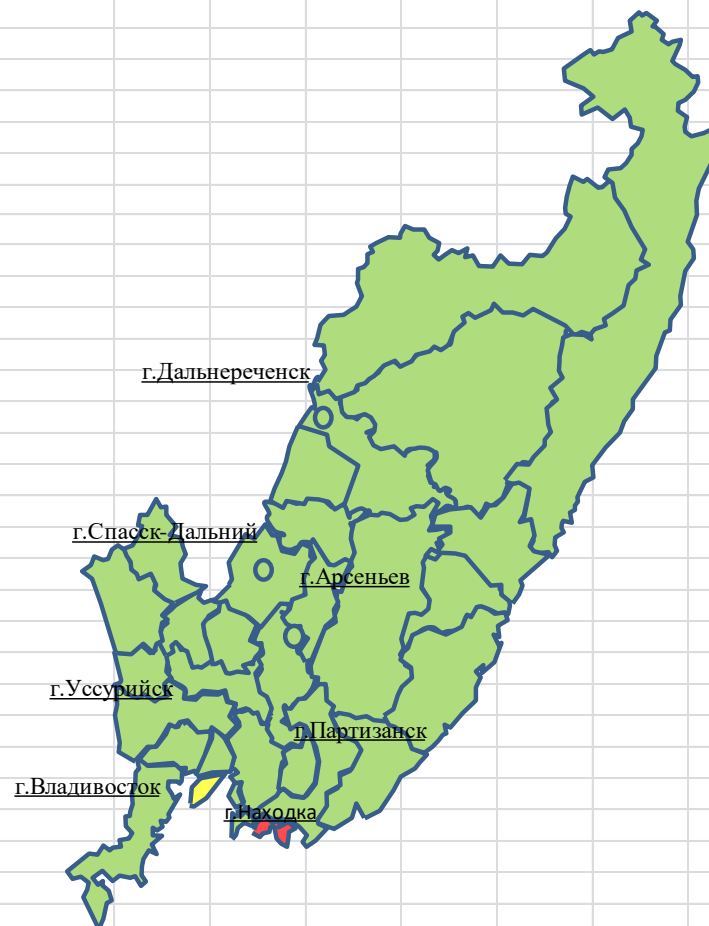 г.Дальнереченск
г.Спасск-Дальний
г.Арсеньев
г.Уссурийск
г.Партизанск
г.Владивосток
г.Находка